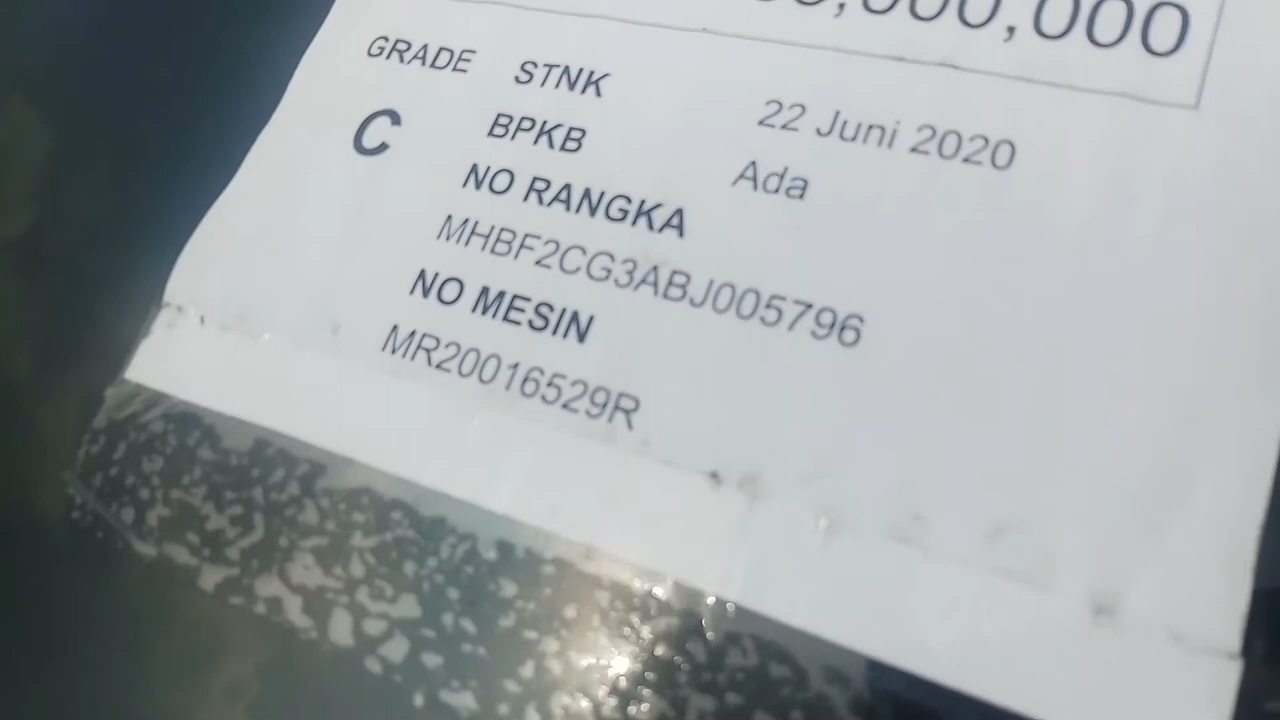 GRADE STNK 22 Juni 2020
C BPKB Ada
NO RANGKA
MHBF2CG3ABJ005796
NO MESIN
MR20016529R